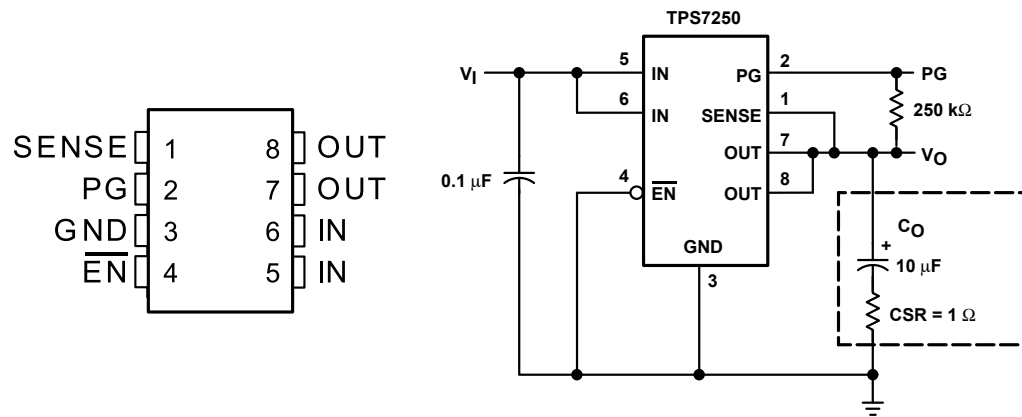 SENSE 1 8 OUT
PG 2 7 OUT
GND 3 6 IN
EN 4 5 IN
TPS7250
VI 5 IN PG 2 PG
6 IN SENSE 1 250 kΩ
OUT 7 VO
0.1 μF 4 EN OUT 8
GND
3
CO
+
10 μF
CSR = 1 Ω